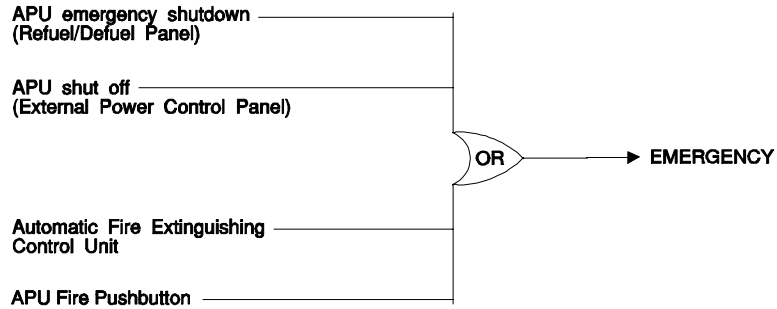 APU emergency shutdown
(Refuel/Defuel Panel)
APU shut off
(External Power Control Panel)
OR
EMERGENCY
Automatic Fire Extinguishing
Control Unit
APU Fire Pushbutton